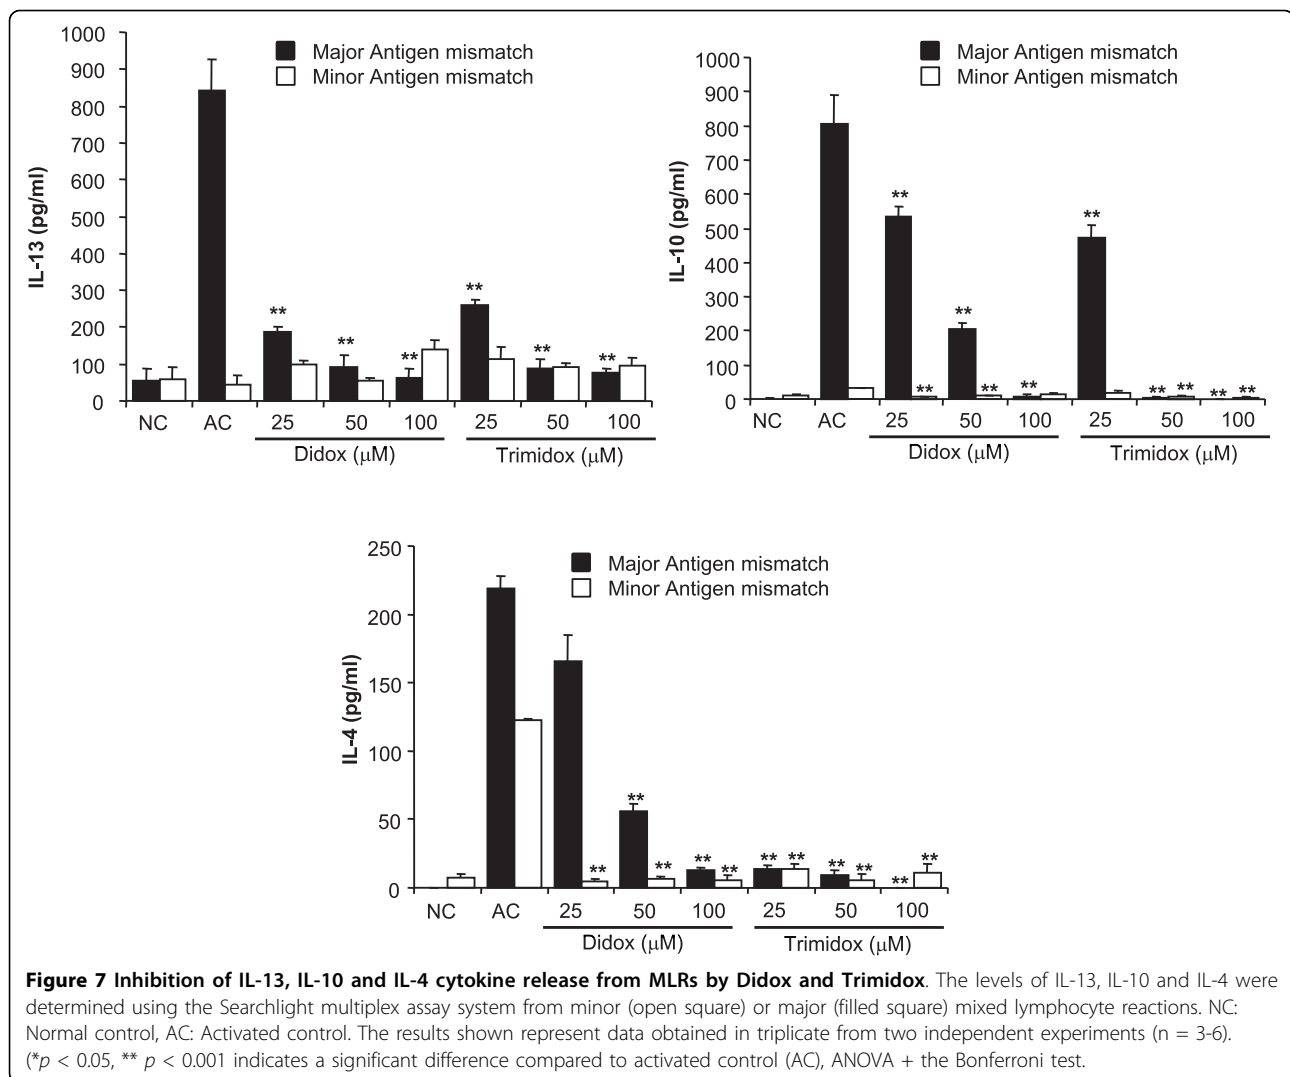 1000
900
800
700
600
500
400
300
200
100
0
IL-13 (pg/ml)
Major Antigen mismatch
Minor Antigen mismatch
** ** ** ** ** **
NC AC 25 50 100 25 50 100
Didox (μM) Trimidox (μM)
1000
900
800
700
600
500
400
300
200
100
0
IL-10 (pg/ml)
Major Antigen mismatch
Minor Antigen mismatch
** ** ** ** ** ** ** ** ** **
NC AC 25 50 100 25 50 100
Didox (μM) Trimidox (μM)
250
200
150
100
50
0
IL-4 (pg/ml)
Major Antigen mismatch
Minor Antigen mismatch
** ** ** ** ** ** ** ** ** ** **
NC AC 25 50 100 25 50 100
Didox (μM) Trimidox (μM)
Figure 7 Inhibition of IL-13, IL-10 and IL-4 cytokine release from MLRs by Didox and Trimidox. The levels of IL-13, IL-10 and IL-4 were
determined using the Searchlight multiplex assay system from minor (open square) or major (filled square) mixed lymphocyte reactions. NC:
Normal control, AC: Activated control. The results shown represent data obtained in triplicate from two independent experiments (n = 3-6).
(*p < 0.05, ** p < 0.001 indicates a significant difference compared to activated control (AC), ANOVA + the Bonferroni test.